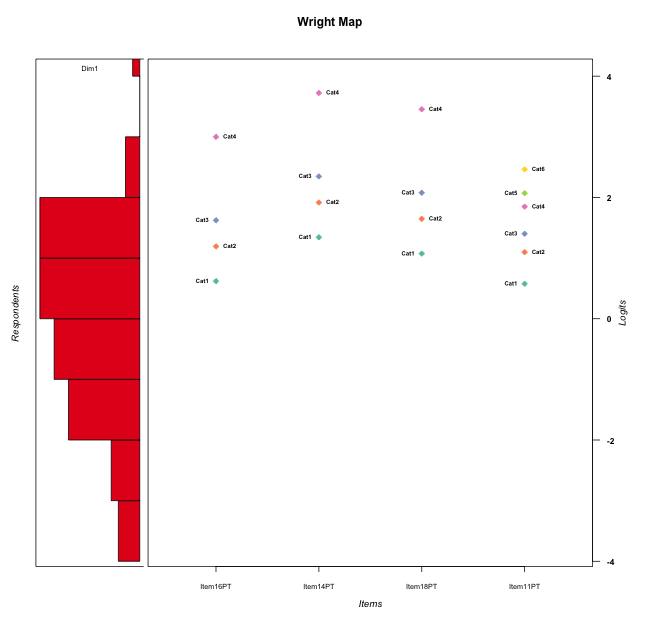 Wright Map
Dim1
4
Cat4
Cat4
Cat4
Cat3
Cat6
2
Cat5
Cat3
Cat4
Cat2
Cat3
Cat2
Cat3
Cat1
Cat2
Cat1
Cat2
Cat1
Cat1
0
-2
-4
Respondents
Logits
Item16PT
Item14PT
Item18PT
Item11PT
Items